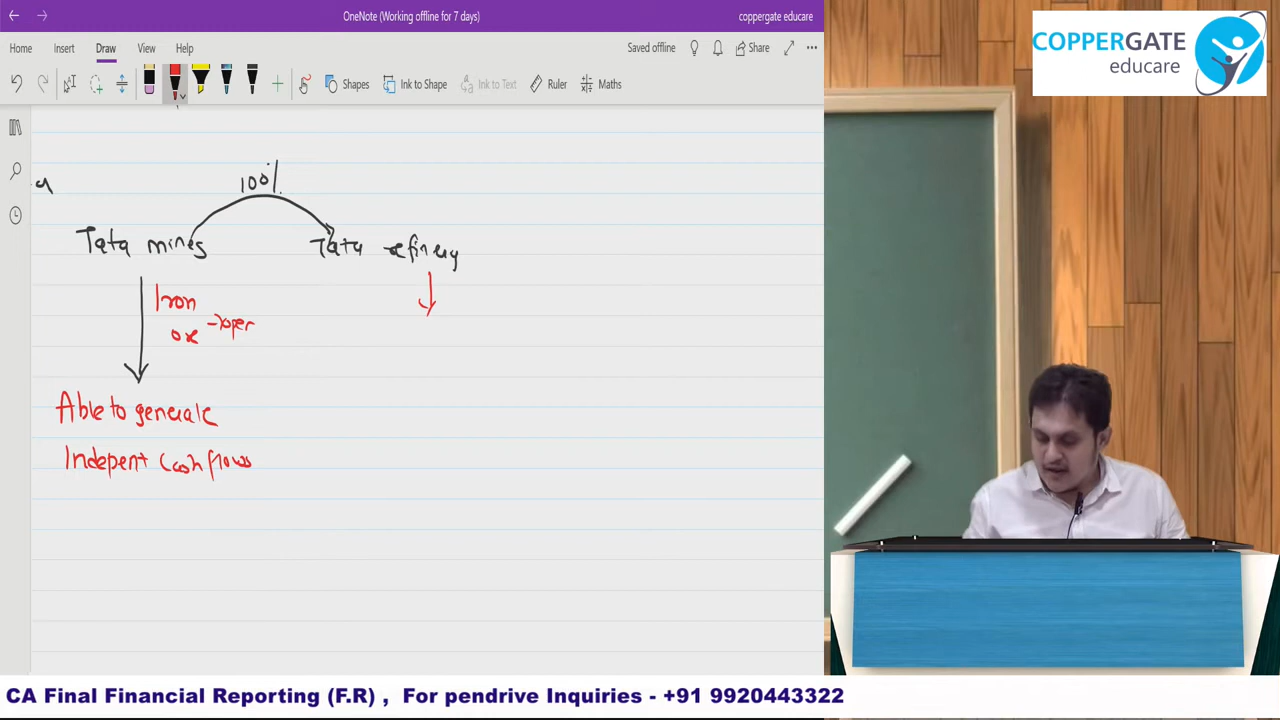 OneNote (Working offline for 7 days)
coppergate educare
Home Insert Draw View Help
Saved offline
Share
Shapes
Ink to Shape
Ink to Text
Ruler
Maths
COPPERGATE
educare
100%
Tata mines
Tata refinery
Iron
ore
Able to generate
Indepent Cash flows
CA Final Financial Reporting (F.R) , For pendrive Inquiries - +91 9920443322